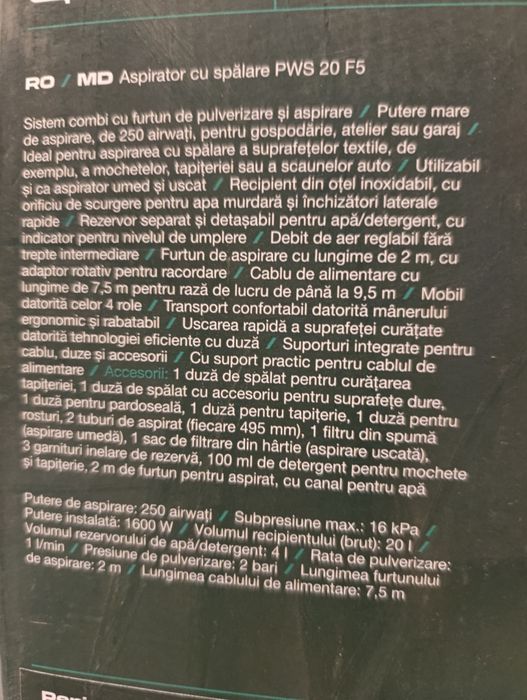 RO / MD Aspirator cu spălare PWS 20 F5
Sistem combi cu furtun de pulverizare și aspirare / Putere mare
de aspirare, de 250 airwați, pentru gospodărie, atelier sau garaj /
Ideal pentru aspirarea cu spălare a suprafețelor textile, de
exemplu, a mochetelor, tapițeriei sau a scaunelor auto / Utilizabil
și ca aspirator umed și uscat / Recipient din oțel inoxidabil, cu
orificiu de scurgere pentru apa murdară și închizători laterale
rapide / Rezervor separat și detașabil pentru apă/detergent, cu
indicator pentru nivelul de umplere / Debit de aer reglabil fără
trepte intermediare / Furtun de aspirare cu lungime de 2 m, cu
adaptor rotativ pentru racordare / Cablu de alimentare cu
lungime de 7,5 m pentru rază de lucru de până la 9,5 m / Mobil
datorită celor 4 role / Transport confortabil datorită mânerului
ergonomic și rabatabil / Uscarea rapidă a suprafeței curățate
datorită tehnologiei eficiente cu duză / Suporturi integrate pentru
cablu, duze și accesorii / Cu suport practic pentru cablul de
alimentare / Accesorii: 1 duză de spălat pentru curățarea
tapițeriei, 1 duză de spălat cu accesoriu pentru suprafețe dure,
1 duză pentru pardoseală, 1 duză pentru tapițerie, 1 duză pentru
rosturi, 2 tuburi de aspirat (fiecare 495 mm), 1 filtru din spumă
(aspirare umedă), 1 sac de filtrare din hârtie (aspirare uscată),
3 garnituri inelare de rezervă, 100 ml de detergent pentru mochete
și tapițerie, 2 m de furtun pentru aspirat, cu canal pentru apă
Putere de aspirare: 250 airwați / Subpresiune max.: 16 kPa /
Putere instalată: 1600 W / Volumul recipientului (brut): 20 l /
Volumul rezervorului de apă/detergent: 4 l / Rata de pulverizare:
1 l/min / Presiune de pulverizare: 2 bari / Lungimea furtunului
de aspirare: 2 m / Lungimea cablului de alimentare: 7,5 m